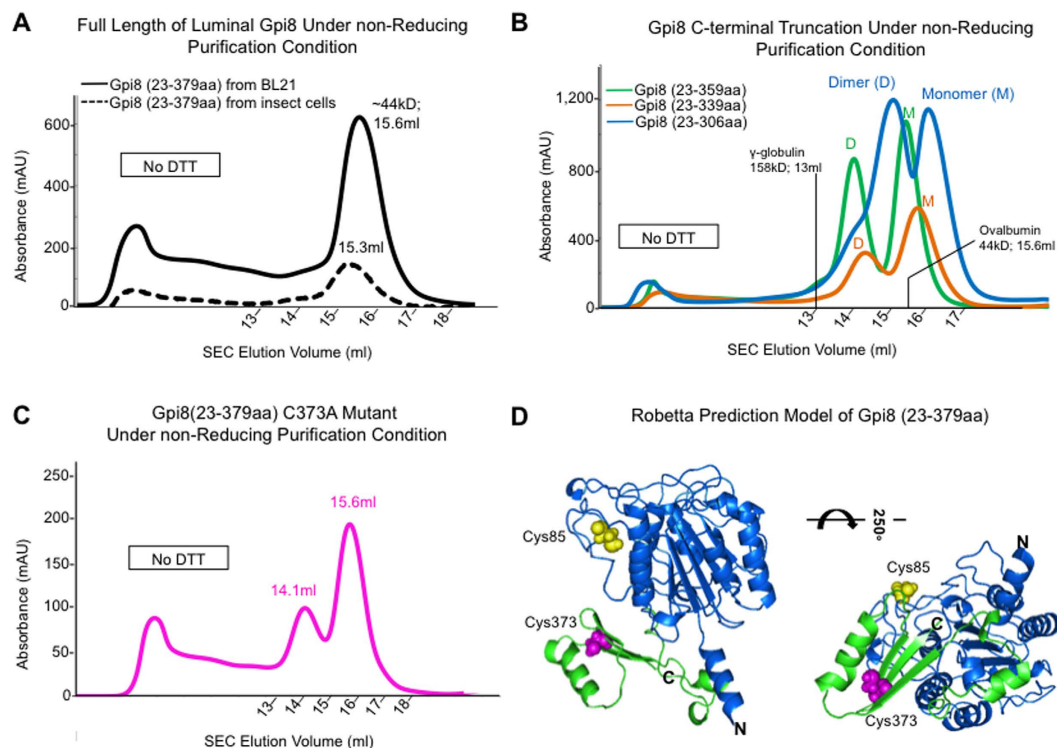 A
Full Length of Luminal Gpi8 Under non-Reducing
Purification Condition
Gpi8 (23-379aa) from BL21
Gpi8 (23-379aa) from insect cells
~44kD;
15.6ml
No DTT
15.3ml
Absorbance (mAU)
600
400
200
0
13
14
15
16
17
18
SEC Elution Volume (ml)
B
Gpi8 C-terminal Truncation Under non-Reducing
Purification Condition
Gpi8 (23-359aa)
Gpi8 (23-339aa)
Gpi8 (23-306aa)
Dimer (D)
Monomer (M)
D
M
M
D
γ-globulin
158kD; 13ml
Ovalbumin
44kD; 15.6ml
No DTT
Absorbance (mAU)
1,200
800
400
0
13
14
15
16
17
SEC Elution Volume (ml)
C
Gpi8(23-379aa) C373A Mutant
Under non-Reducing Purification Condition
15.6ml
14.1ml
No DTT
Absorbance (mAU)
250
200
150
100
50
0
13
14
15
16
17
18
SEC Elution Volume (ml)
D
Robetta Prediction Model of Gpi8 (23-379aa)
Cys85
Cys373
C
N
250°
Cys85
N
C
Cys373